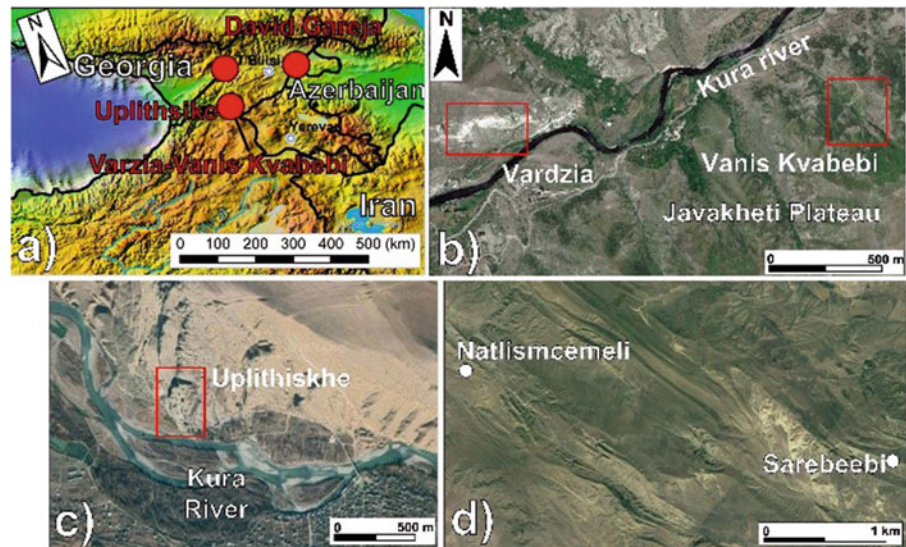 N
David Gareja
Georgia
Tbilisi
Azerbaijan
Uplithsike
Yerevan
Varzia-Vanis Kvabebi
Iran
0 100 200 300 400 500 (km)
a)
N
Kura river
Vardzia
Vanis Kvabebi
Javakheti Plateau
0 500 m
b)
Uplithiskhe
Kura
River
0 500 m
c)
Natlismcemeli
Sarebeebi
0 1 km
d)